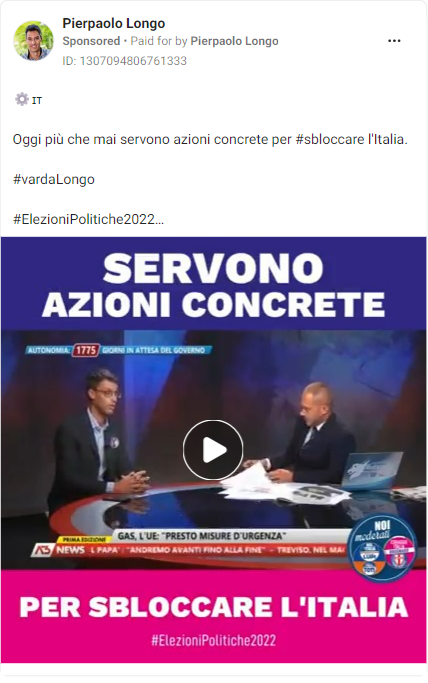 Pierpaolo Longo
Sponsored • Paid for by Pierpaolo Longo
ID: 1307094806761333
IT
Oggi più che mai servono azioni concrete per #sbloccare l'Italia.
#vardaLongo
#ElezioniPolitiche2022...
SERVONO
AZIONI CONCRETE
AUTONOMIA: 1775 GIORNI IN ATTESA DEL GOVERNO
PRIMA EDIZIONE
GAS, L'UE: "PRESTO MISURE D'URGENZA"
NEWS L PAPA': "ANDREMO AVANTI FINO ALLA FINE" - TREVISO, NEL MAG
NOI
moderati
PER SBLOCCARE L'ITALIA
#ElezioniPolitiche2022